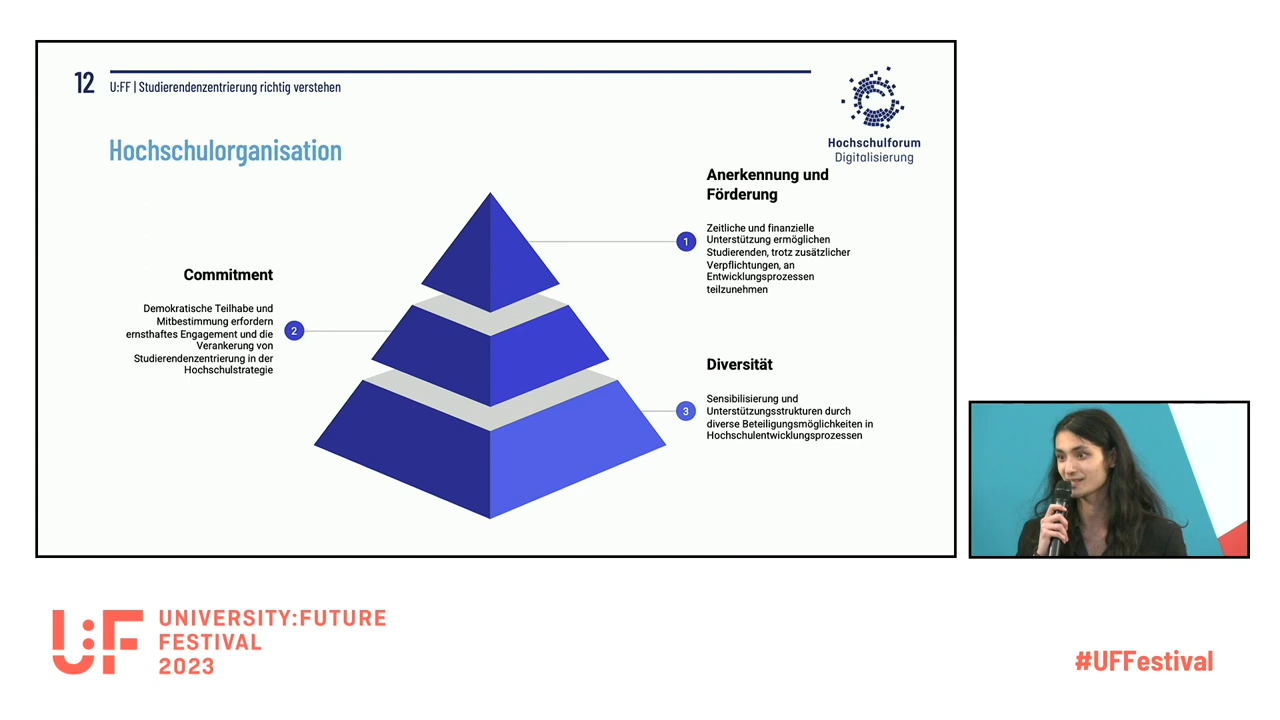 12
U:FF | Studierendenzentrierung richtig verstehen
Hochschulforum
Digitalisierung
Hochschulorganisation
Anerkennung und
Förderung
1
Zeitliche und finanzielle
Unterstützung ermöglichen
Studierenden, trotz zusätzlicher
Verpflichtungen, an
Entwicklungsprozessen
teilzunehmen
Commitment
2
Demokratische Teilhabe und
Mitbestimmung erfordern
ernsthaftes Engagement und die
Verankerung von
Studierendenzentrierung in der
Hochschulstrategie
Diversität
3
Sensibilisierung und
Unterstützungsstrukturen durch
diverse Beteiligungsmöglichkeiten in
Hochschulentwicklungsprozessen
U:F
UNIVERSITY:FUTURE
FESTIVAL
2023
#UFFestival